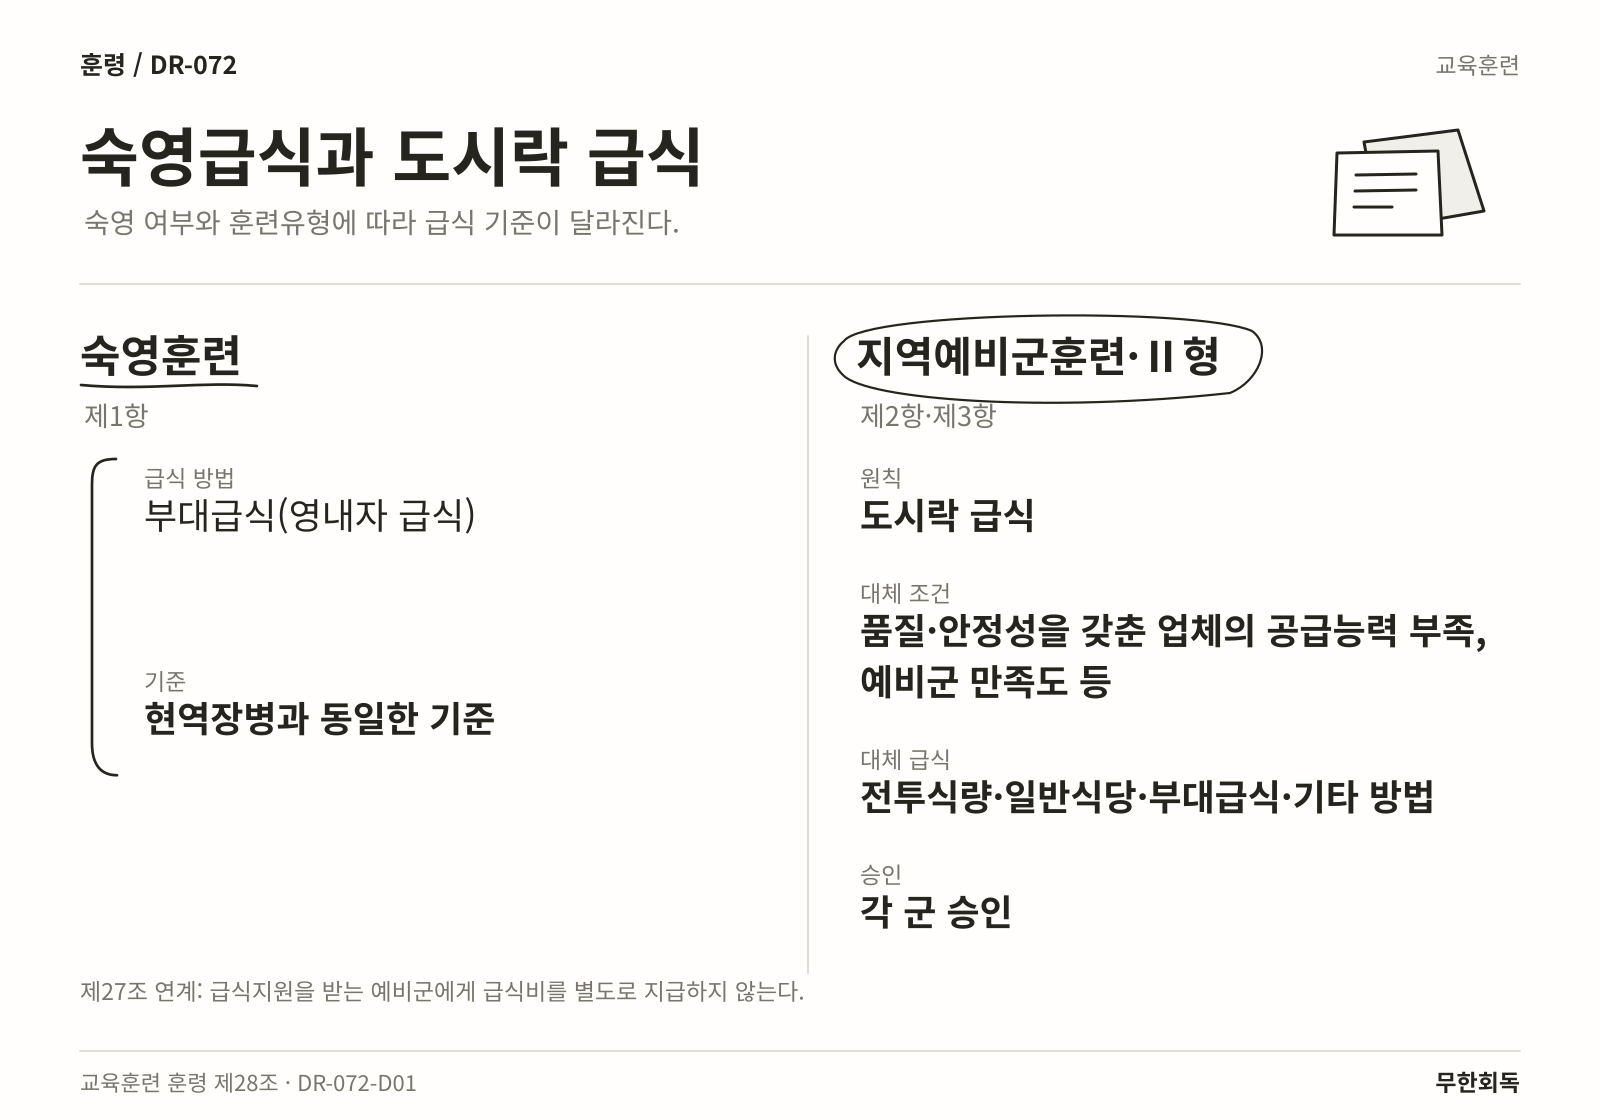 훈령 / DR-072
교육훈련
숙영급식과 도시락 급식
숙영 여부와 훈련유형에 따라 급식 기준이 달라진다.
숙영훈련
제1항
급식 방법
부대급식(영내자 급식)
기준
현역장병과 동일한 기준
지역예비군훈련·Ⅱ형
제2항·제3항
원칙
도시락 급식
대체 조건
품질·안정성을 갖춘 업체의 공급능력 부족,
예비군 만족도 등
대체 급식
전투식량·일반식당·부대급식·기타 방법
승인
각 군 승인
제27조 연계: 급식지원을 받는 예비군에게 급식비를 별도로 지급하지 않는다.
교육훈련 훈령 제28조 · DR-072-D01
무한회독